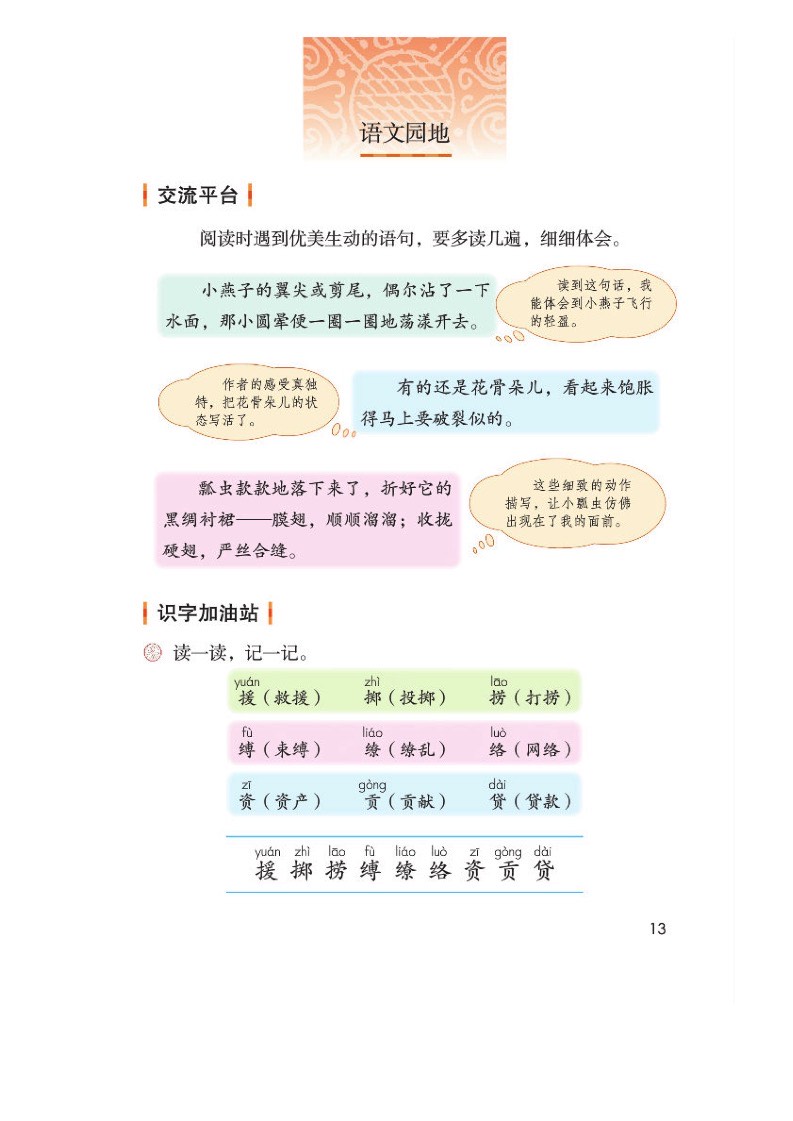 语文园地
交流平台
阅读时遇到优美生动的语句，要多读几遍，细细体会。
小燕子的翼尖或剪尾，偶尔沾了一下
水面，那小圆晕便一圈一圈地荡漾开去。
读到这句话，我
能体会到小燕子飞行
的轻盈。
作者的感受真独
特，把花骨朵儿的状
态写活了。
有的还是花骨朵儿，看起来饱胀
得马上要破裂似的。
瓢虫款款地落下来了，折好它的
黑绸衬裙——膜翅，顺顺溜溜；收拢
硬翅，严丝合缝。
这些细致的动作
描写，让小瓢虫仿佛
出现在了我的面前。
识字加油站
读一读，记一记。
yuán zhì lāo
援（救援） 掷（投掷） 捞（打捞）
fù liáo luò
缚（束缚） 缭（缭乱） 络（网络）
zī gòng dài
资（资产） 贡（贡献） 贷（贷款）
yuán zhì lāo fù liáo luò zī gòng dài
援 掷 捞 缚 缭 络 资 贡 贷
13